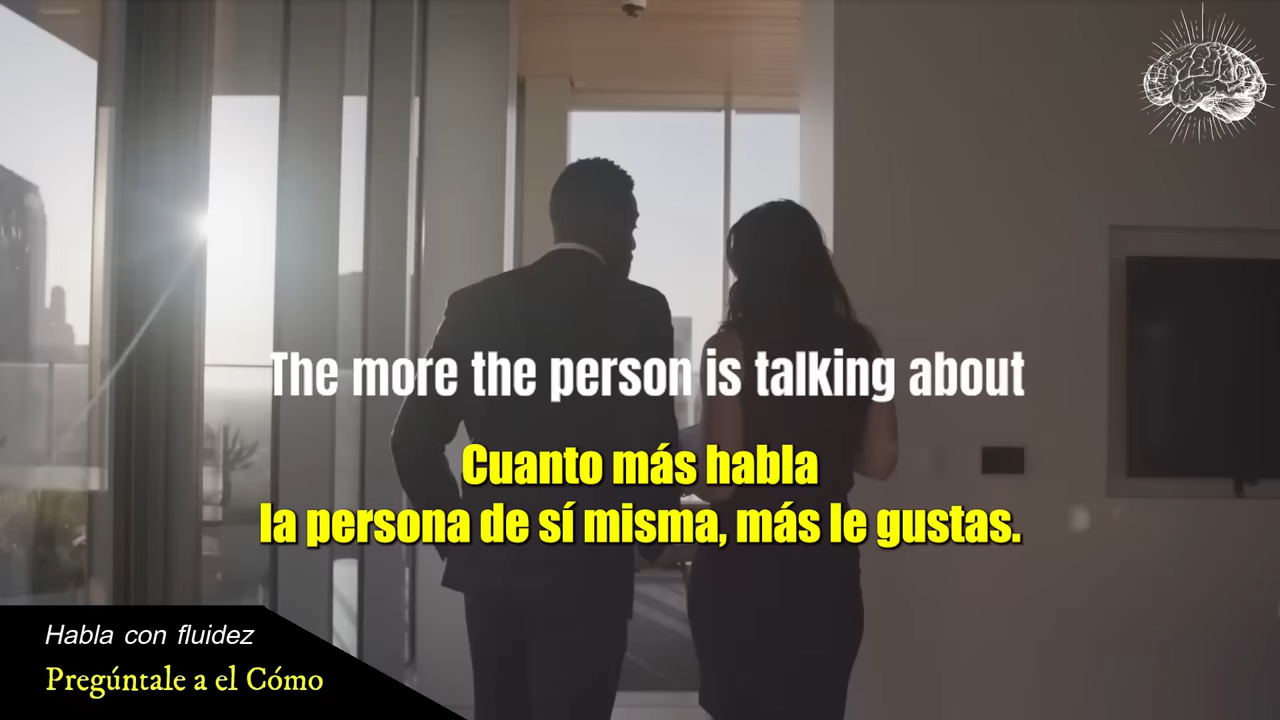 The more the person is talking about
Cuanto más habla
la persona de sí misma, más le gustas.
Habla con fluidez
Pregúntale a el Cómo